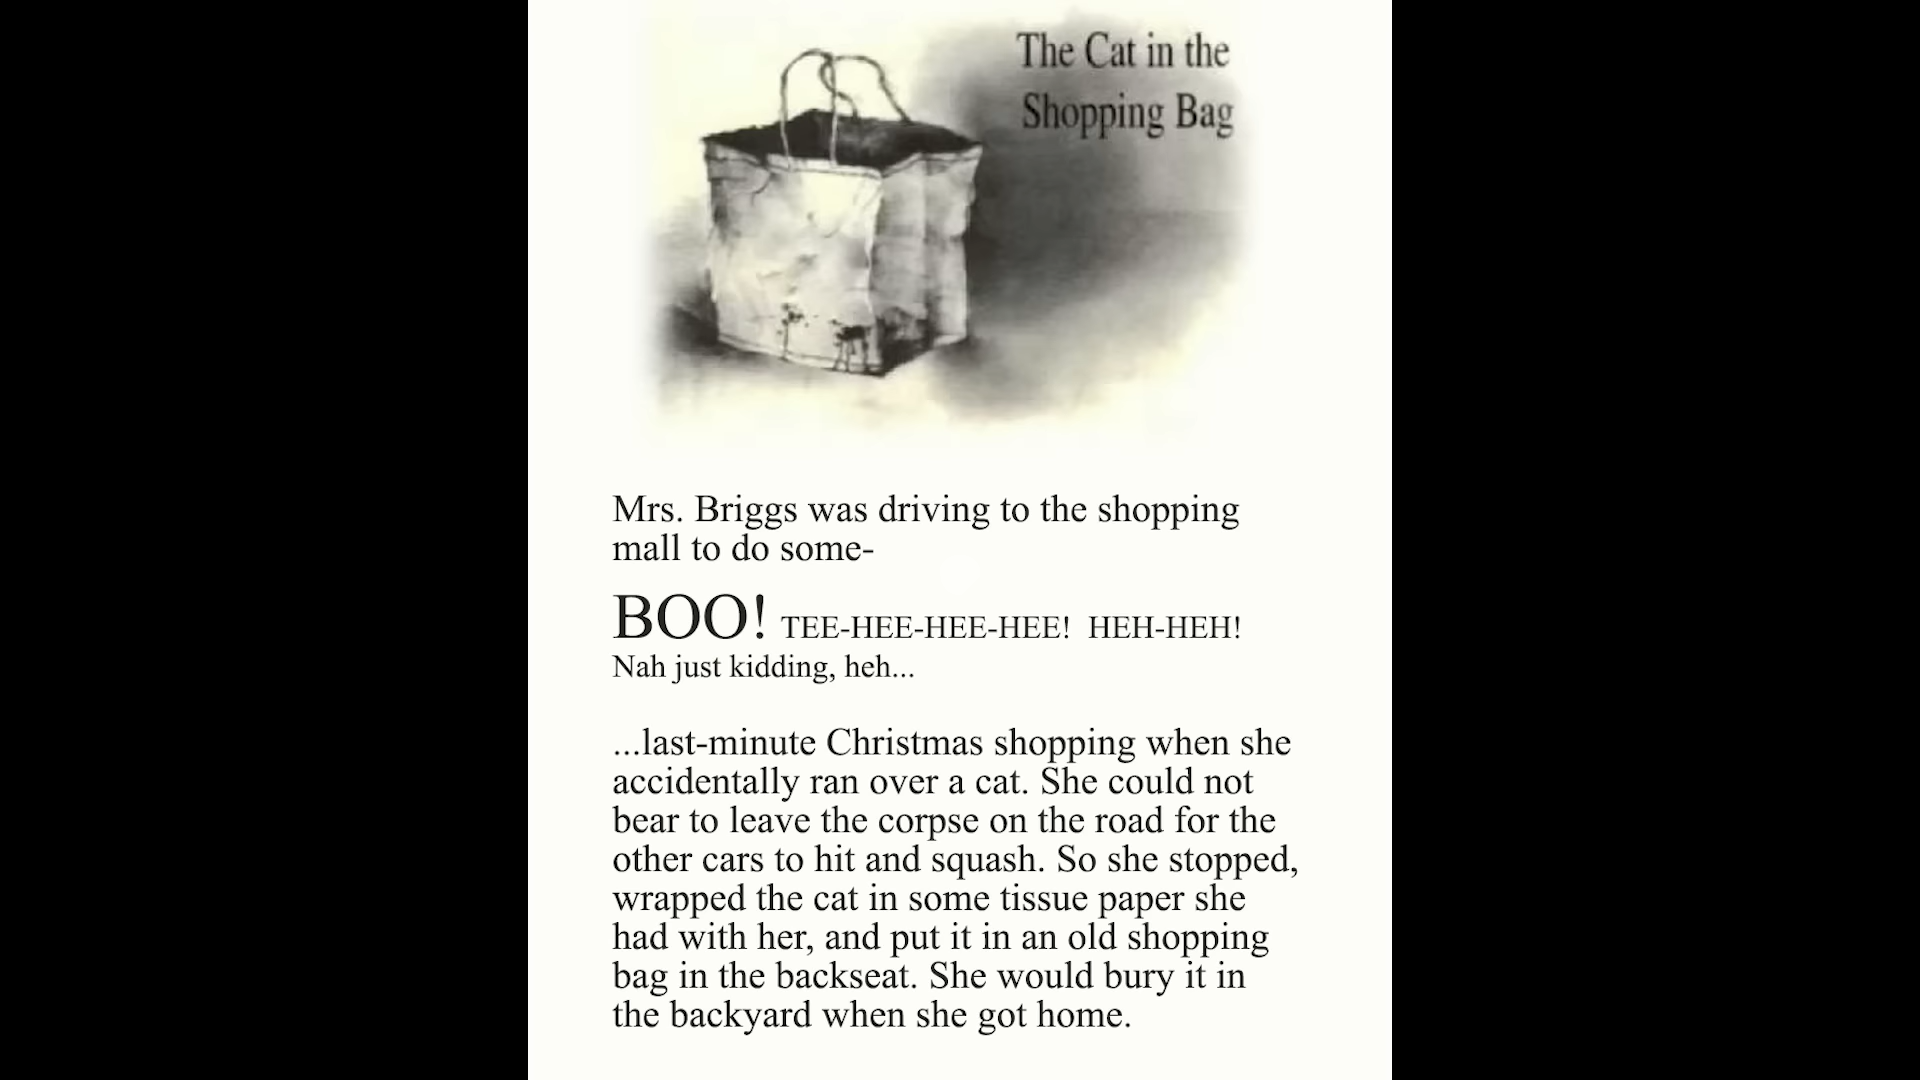 The Cat in the
Shopping Bag
Mrs. Briggs was driving to the shopping
mall to do some-
BOO! TEE-HEE-HEE-HEE!  HEH-HEH!
Nah just kidding, heh...
...last-minute Christmas shopping when she
accidentally ran over a cat. She could not
bear to leave the corpse on the road for the
other cars to hit and squash. So she stopped,
wrapped the cat in some tissue paper she
had with her, and put it in an old shopping
bag in the backseat. She would bury it in
the backyard when she got home.